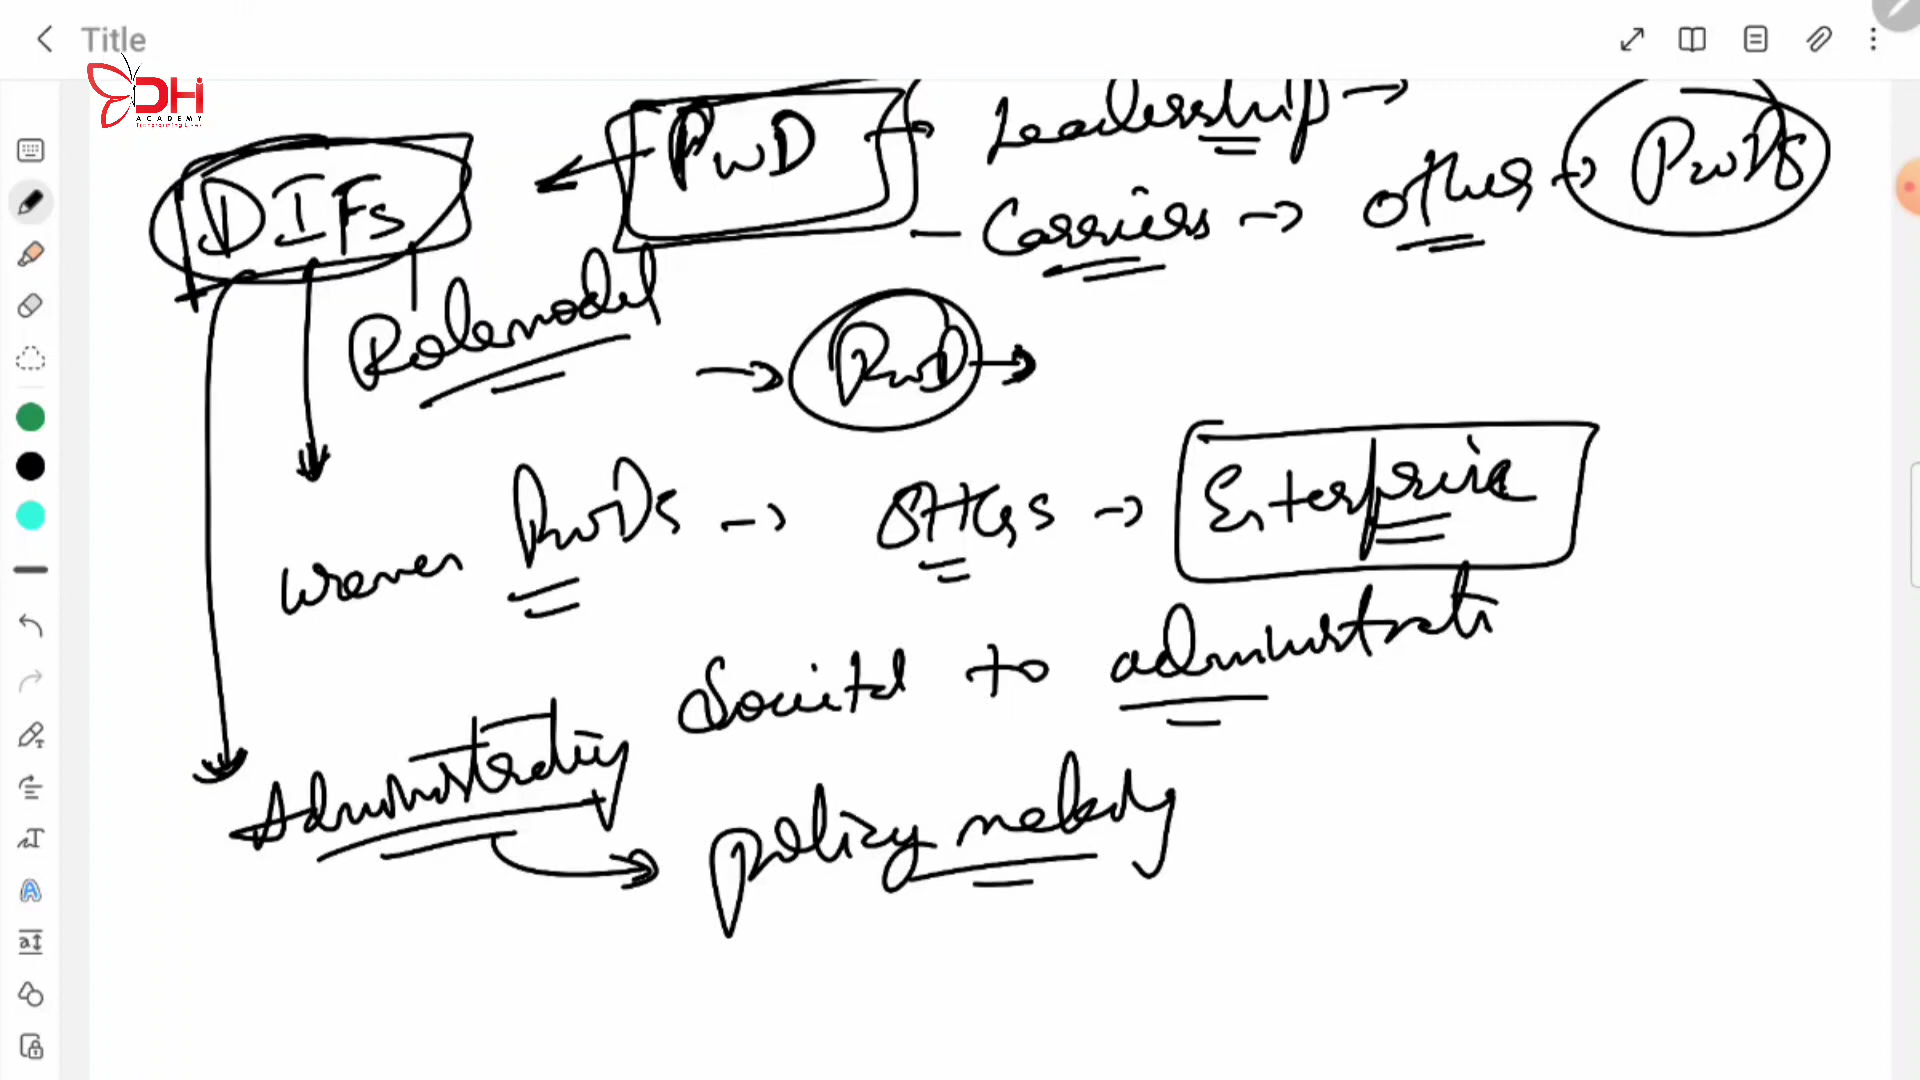 Title
DHi
ACADEMY
PwD → Leadership →
DIFs ← – Carriers → others → PwDs
Rolemodel
→ PwD →
women PwDs → SHGs → Enterprise
Societal to administrati
Administrative
policy making